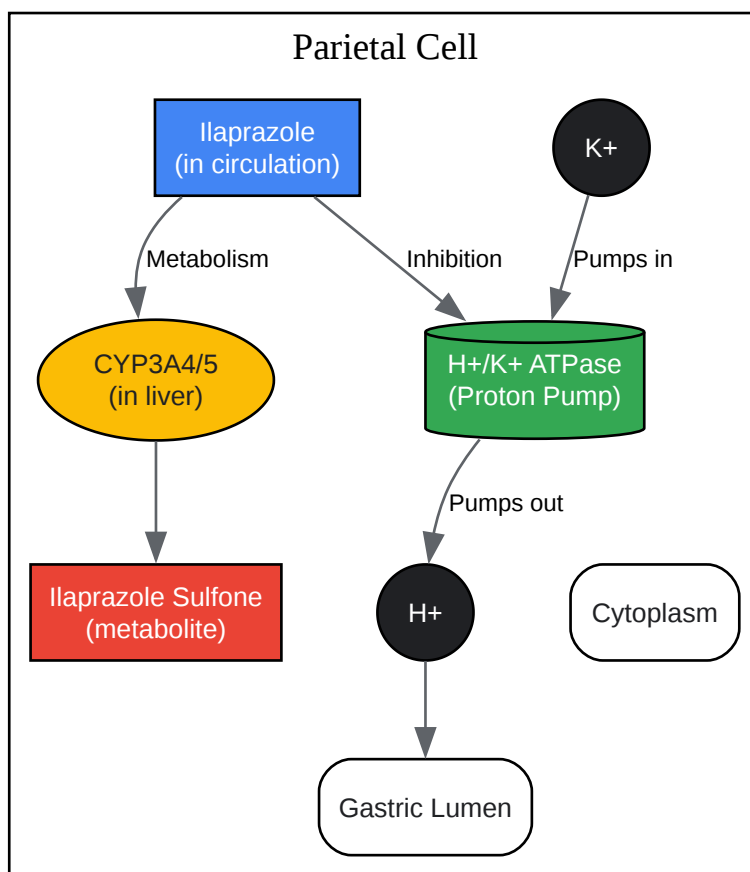 Parietal Cell
Ilaprazole
(in circulation)
K+
Metabolism
Inhibition
Pumps in
CYP3A4/5
(in liver)
H+/K+ ATPase
(Proton Pump)
Pumps out
Ilaprazole Sulfone
(metabolite)
H+
Cytoplasm
Gastric Lumen